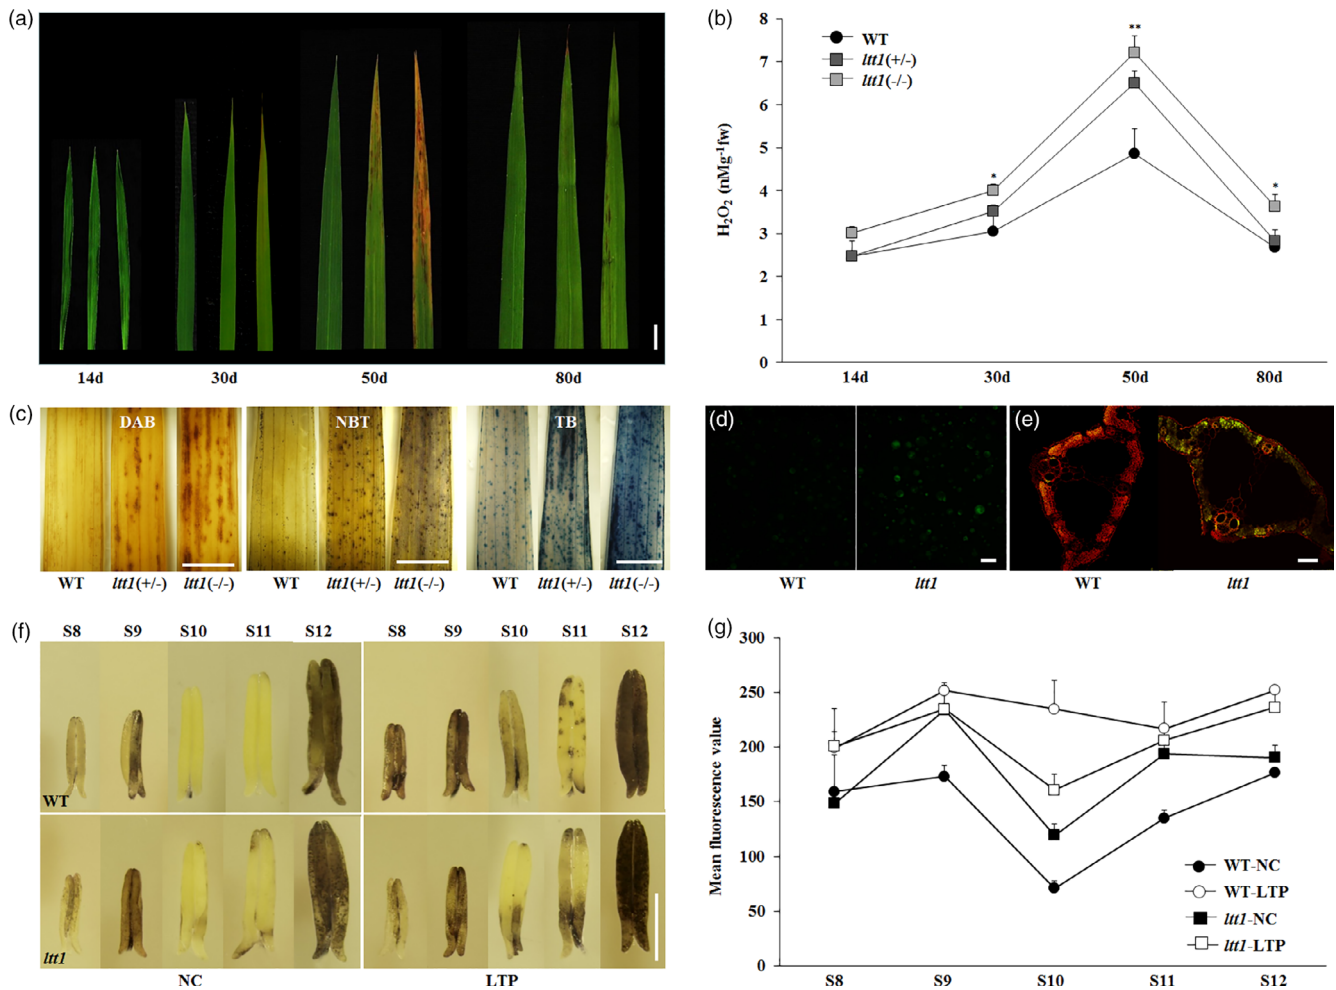 (a)
14d 30d 50d 80d
(b)
8
7
6
5
4
3
2
1
0
H₂O₂ (nMg⁻¹fw)
WT
ltt1(+/-)
ltt1(-/-)
*
**
*
14d 30d 50d 80d
(c)
DAB NBT TB
WT ltt1(+/-) ltt1(-/-) WT ltt1(+/-) ltt1(-/-) WT ltt1(+/-) ltt1(-/-)
(d)
WT ltt1
(e)
WT ltt1
(f)
S8 S9 S10 S11 S12 S8 S9 S10 S11 S12
WT
ltt1
NC LTP
(g)
300
250
200
150
100
50
0
Mean fluorescence value
WT-NC
WT-LTP
ltt1-NC
ltt1-LTP
S8 S9 S10 S11 S12